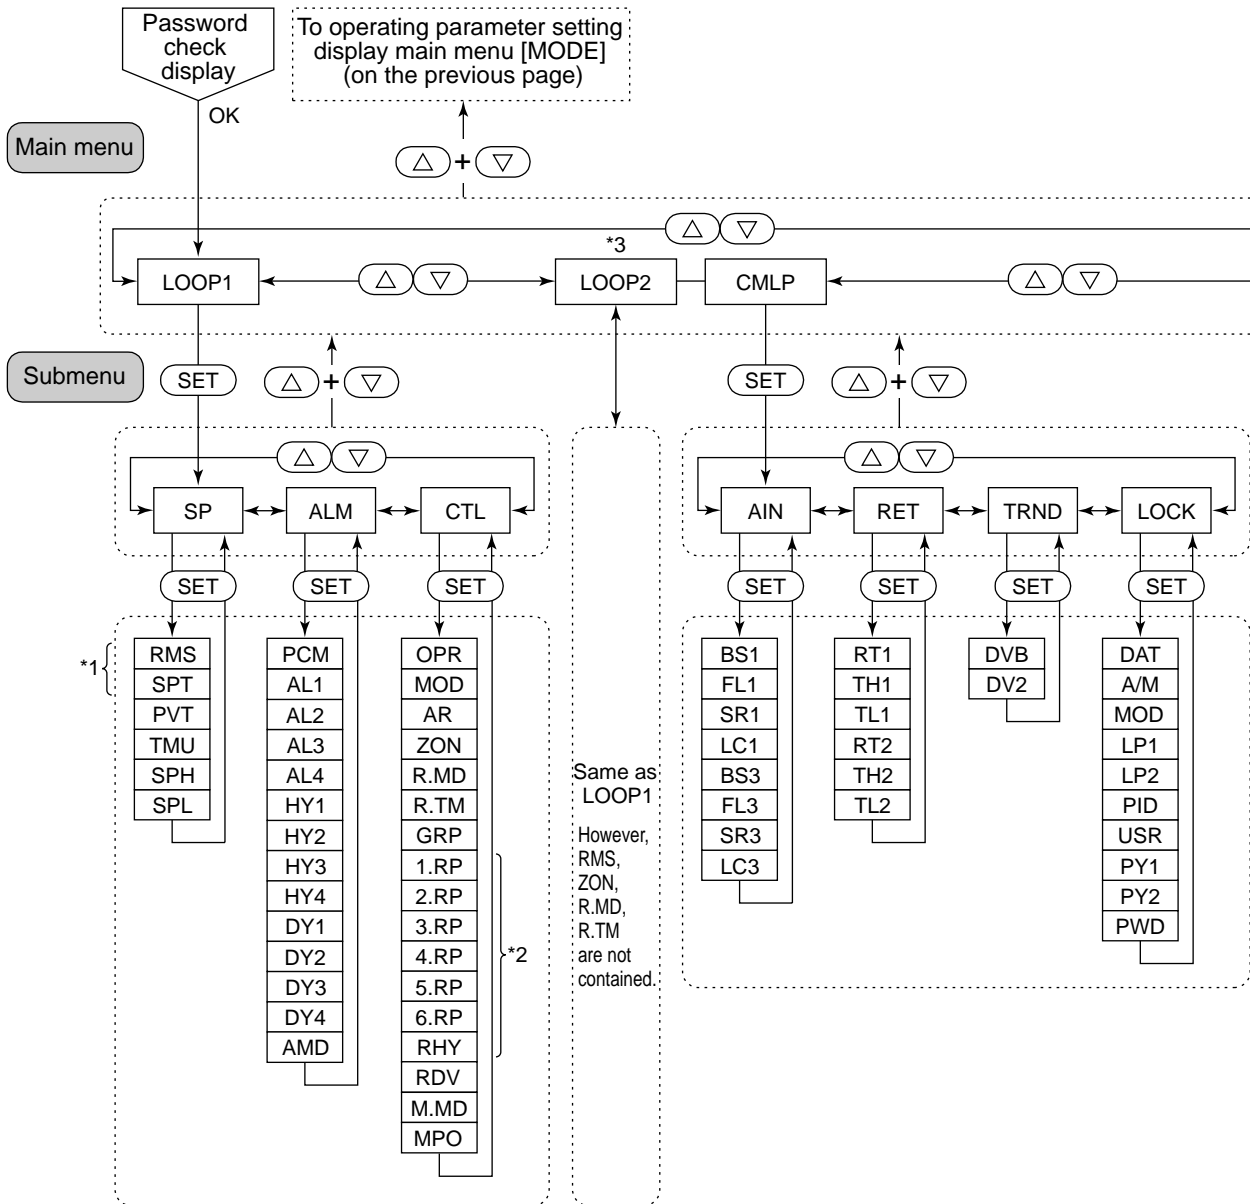 Password
check
display
To operating parameter setting
display main menu [MODE]
(on the previous page)
OK
Main menu
+
*3
LOOP1
LOOP2
CMLP
Submenu
SET
+
SET
+
SP
ALM
CTL
AIN
RET
TRND
LOCK
SET
SET
SET
SET
SET
SET
SET
*1
RMS
SPT
PVT
TMU
SPH
SPL
PCM
AL1
AL2
AL3
AL4
HY1
HY2
HY3
HY4
DY1
DY2
DY3
DY4
AMD
OPR
MOD
AR
ZON
R.MD
R.TM
GRP
1.RP
2.RP
3.RP
4.RP
5.RP
6.RP
RHY
RDV
M.MD
MPO
*2
Same as
LOOP1
However,
RMS,
ZON,
R.MD,
R.TM
are not
contained.
BS1
FL1
SR1
LC1
BS3
FL3
SR3
LC3
RT1
TH1
TL1
RT2
TH2
TL2
DVB
DV2
DAT
A/M
MOD
LP1
LP2
PID
USR
PY1
PY2
PWD